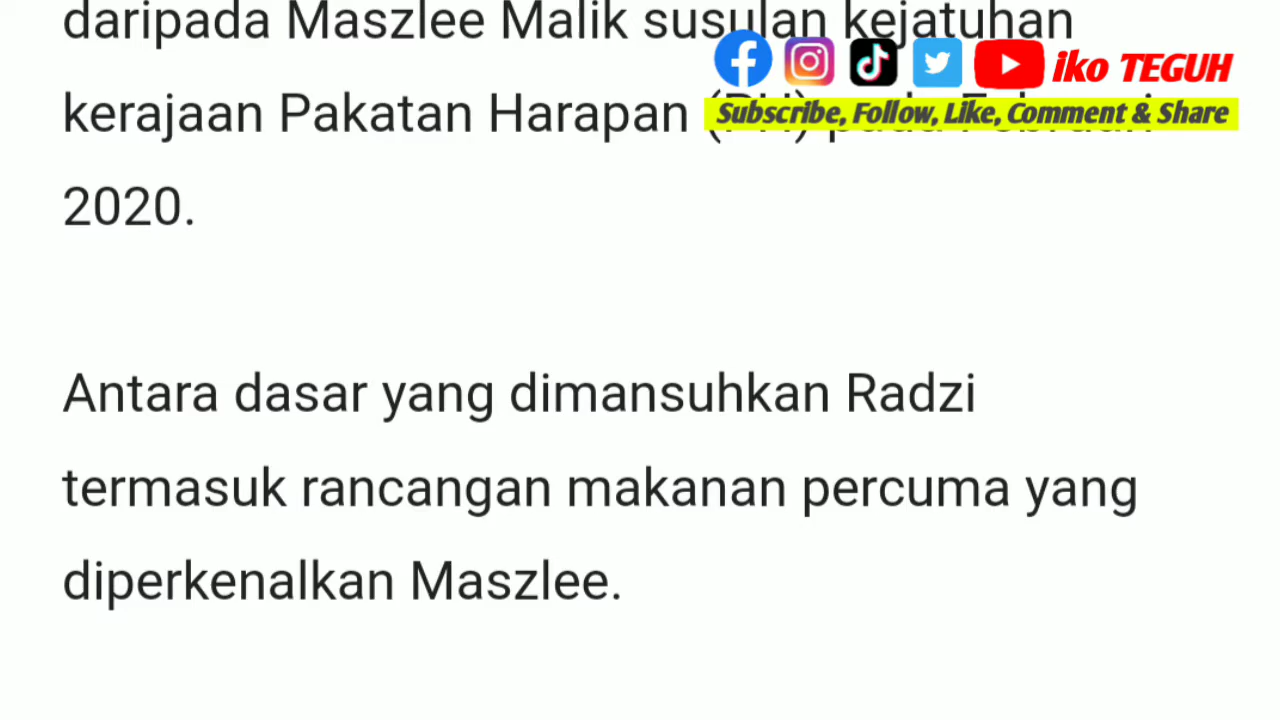 daripada Maszlee Malik susulan kejatuhan
iko TEGUH
kerajaan Pakatan Harapan
Subscribe, Follow, Like, Comment & Share
2020.
Antara dasar yang dimansuhkan Radzi
termasuk rancangan makanan percuma yang
diperkenalkan Maszlee.